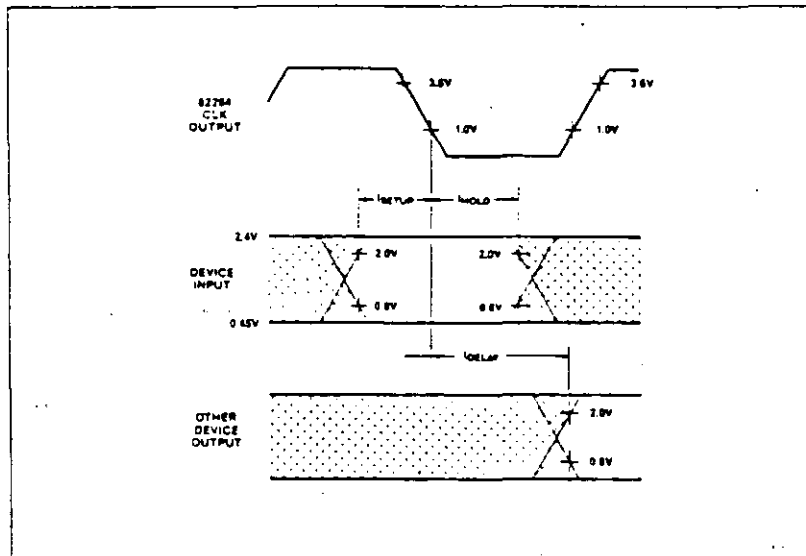 3.6V
3.6V
82284
CLK
OUTPUT
1.0V
1.0V
tSETUP
tHOLD
2.4V
2.0V
2.0V
DEVICE
INPUT
0.8V
0.8V
0.45V
tDELAY
OTHER
DEVICE
OUTPUT
2.0V
0.8V